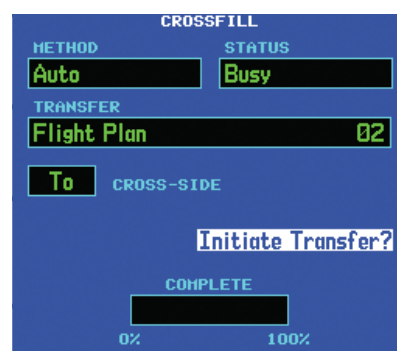 CROSSFILL
METHOD STATUS
Auto Busy
TRANSFER
Flight Plan 02
To CROSS-SIDE
Initiate Transfer?
COMPLETE
0% 100%